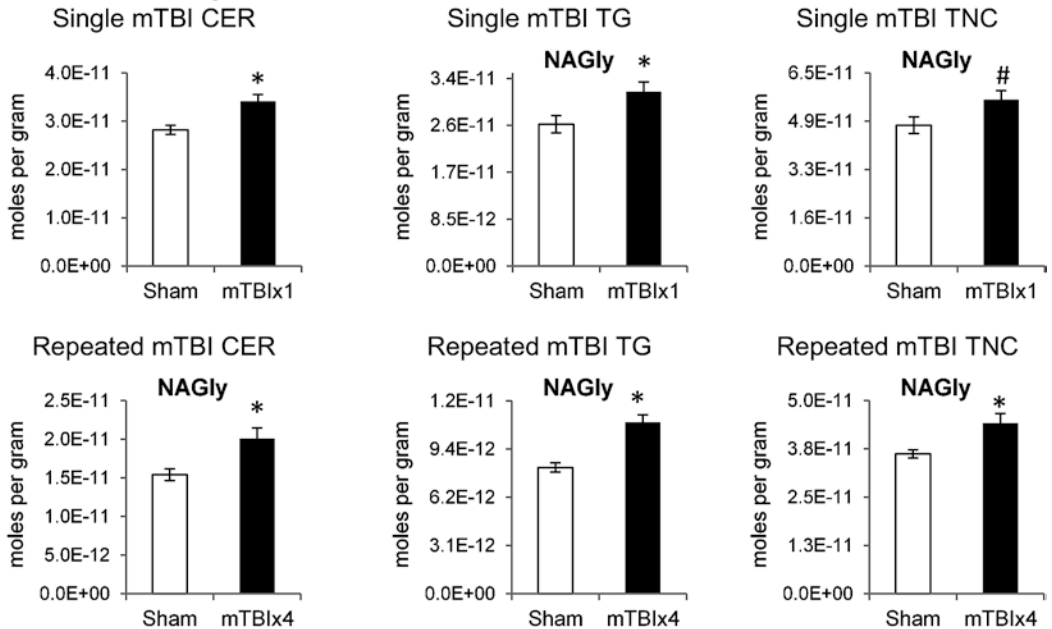 Single mTBI CER
4.0E-11
3.0E-11
2.0E-11
1.0E-11
0.0E+00
moles per gram
*
Sham mTBIx1
Single mTBI TG
NAGly
3.4E-11
2.6E-11
1.7E-11
8.5E-12
0.0E+00
moles per gram
*
Sham mTBIx1
Single mTBI TNC
NAGly
6.5E-11
4.9E-11
3.3E-11
1.6E-11
0.0E+00
moles per gram
#
Sham mTBIx1
Repeated mTBI CER
NAGly
2.5E-11
2.0E-11
1.5E-11
1.0E-11
5.0E-12
0.0E+00
moles per gram
*
Sham mTBIx4
Repeated mTBI TG
NAGly
1.2E-11
9.4E-12
6.2E-12
3.1E-12
0.0E+00
moles per gram
*
Sham mTBIx4
Repeated mTBI TNC
NAGly
5.0E-11
3.8E-11
2.5E-11
1.3E-11
0.0E+00
moles per gram
*
Sham mTBIx4